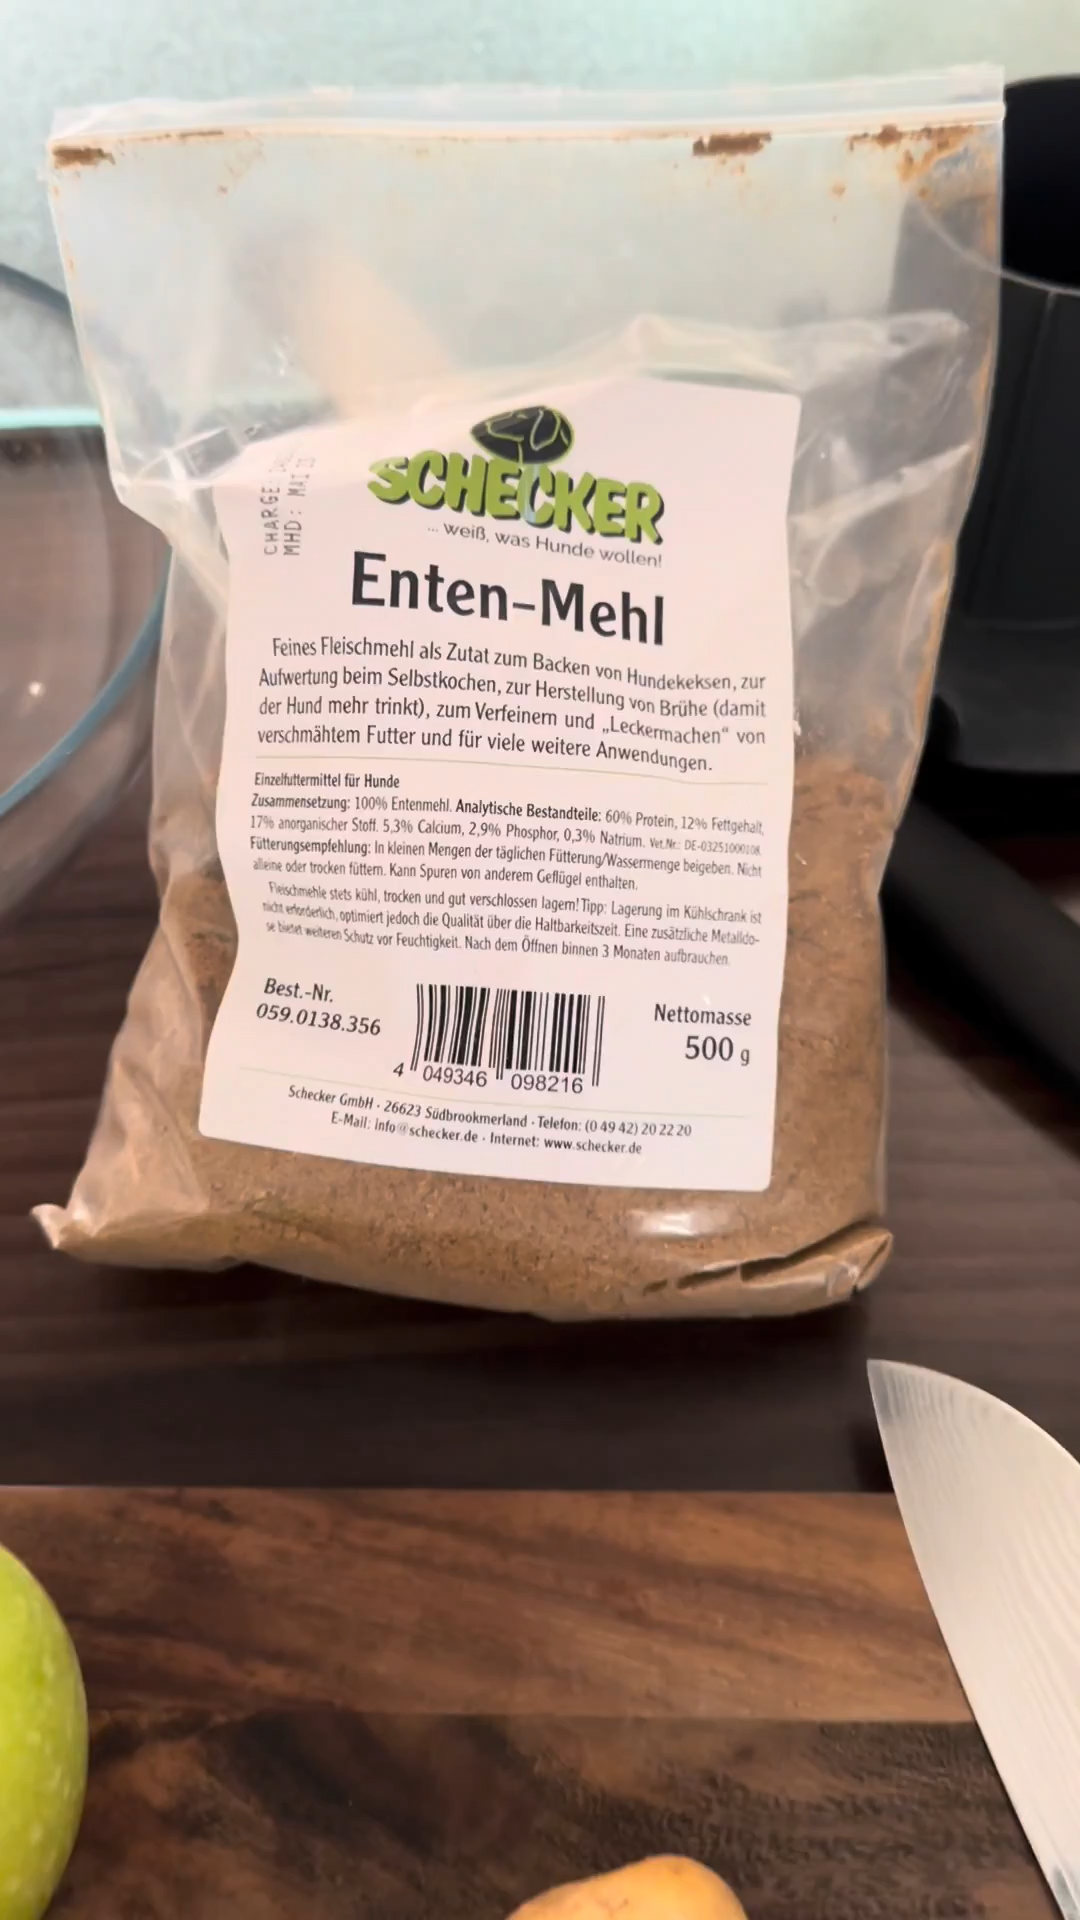 CHARGE:
MHD: MAI 25
SCHECKER
... weiß, was Hunde wollen!
Enten-Mehl
Feines Fleischmehl als Zutat zum Backen von Hundekeksen, zur
Aufwertung beim Selbstkochen, zur Herstellung von Brühe (damit
der Hund mehr trinkt), zum Verfeinern und „Leckermachen“ von
verschmähtem Futter und für viele weitere Anwendungen.
Einzelfuttermittel für Hunde
Zusammensetzung: 100% Entenmehl. Analytische Bestandteile: 60% Protein, 12% Fettgehalt,
17% anorganischer Stoff. 5,3% Calcium, 2,9% Phosphor, 0,3% Natrium. Vet.Nr.: DE-03251000108
Fütterungsempfehlung: In kleinen Mengen der täglichen Fütterung/Wassermenge beigeben. Nicht
alleine oder trocken füttern. Kann Spuren von anderem Geflügel enthalten.
Fleischmehle stets kühl, trocken und gut verschlossen lagern! Tipp: Lagerung im Kühlschrank ist
nicht erforderlich, optimiert jedoch die Qualität über die Haltbarkeitszeit. Eine zusätzliche Metalldo-
se bietet weiteren Schutz vor Feuchtigkeit. Nach dem Öffnen binnen 3 Monaten aufbrauchen.
Best.-Nr.
059.0138.356
4 049346 098216
Nettomasse
500 g
Schecker GmbH · 26623 Südbrookmerland · Telefon: (0 49 42) 20 22 20
E-Mail: info@schecker.de · Internet: www.schecker.de